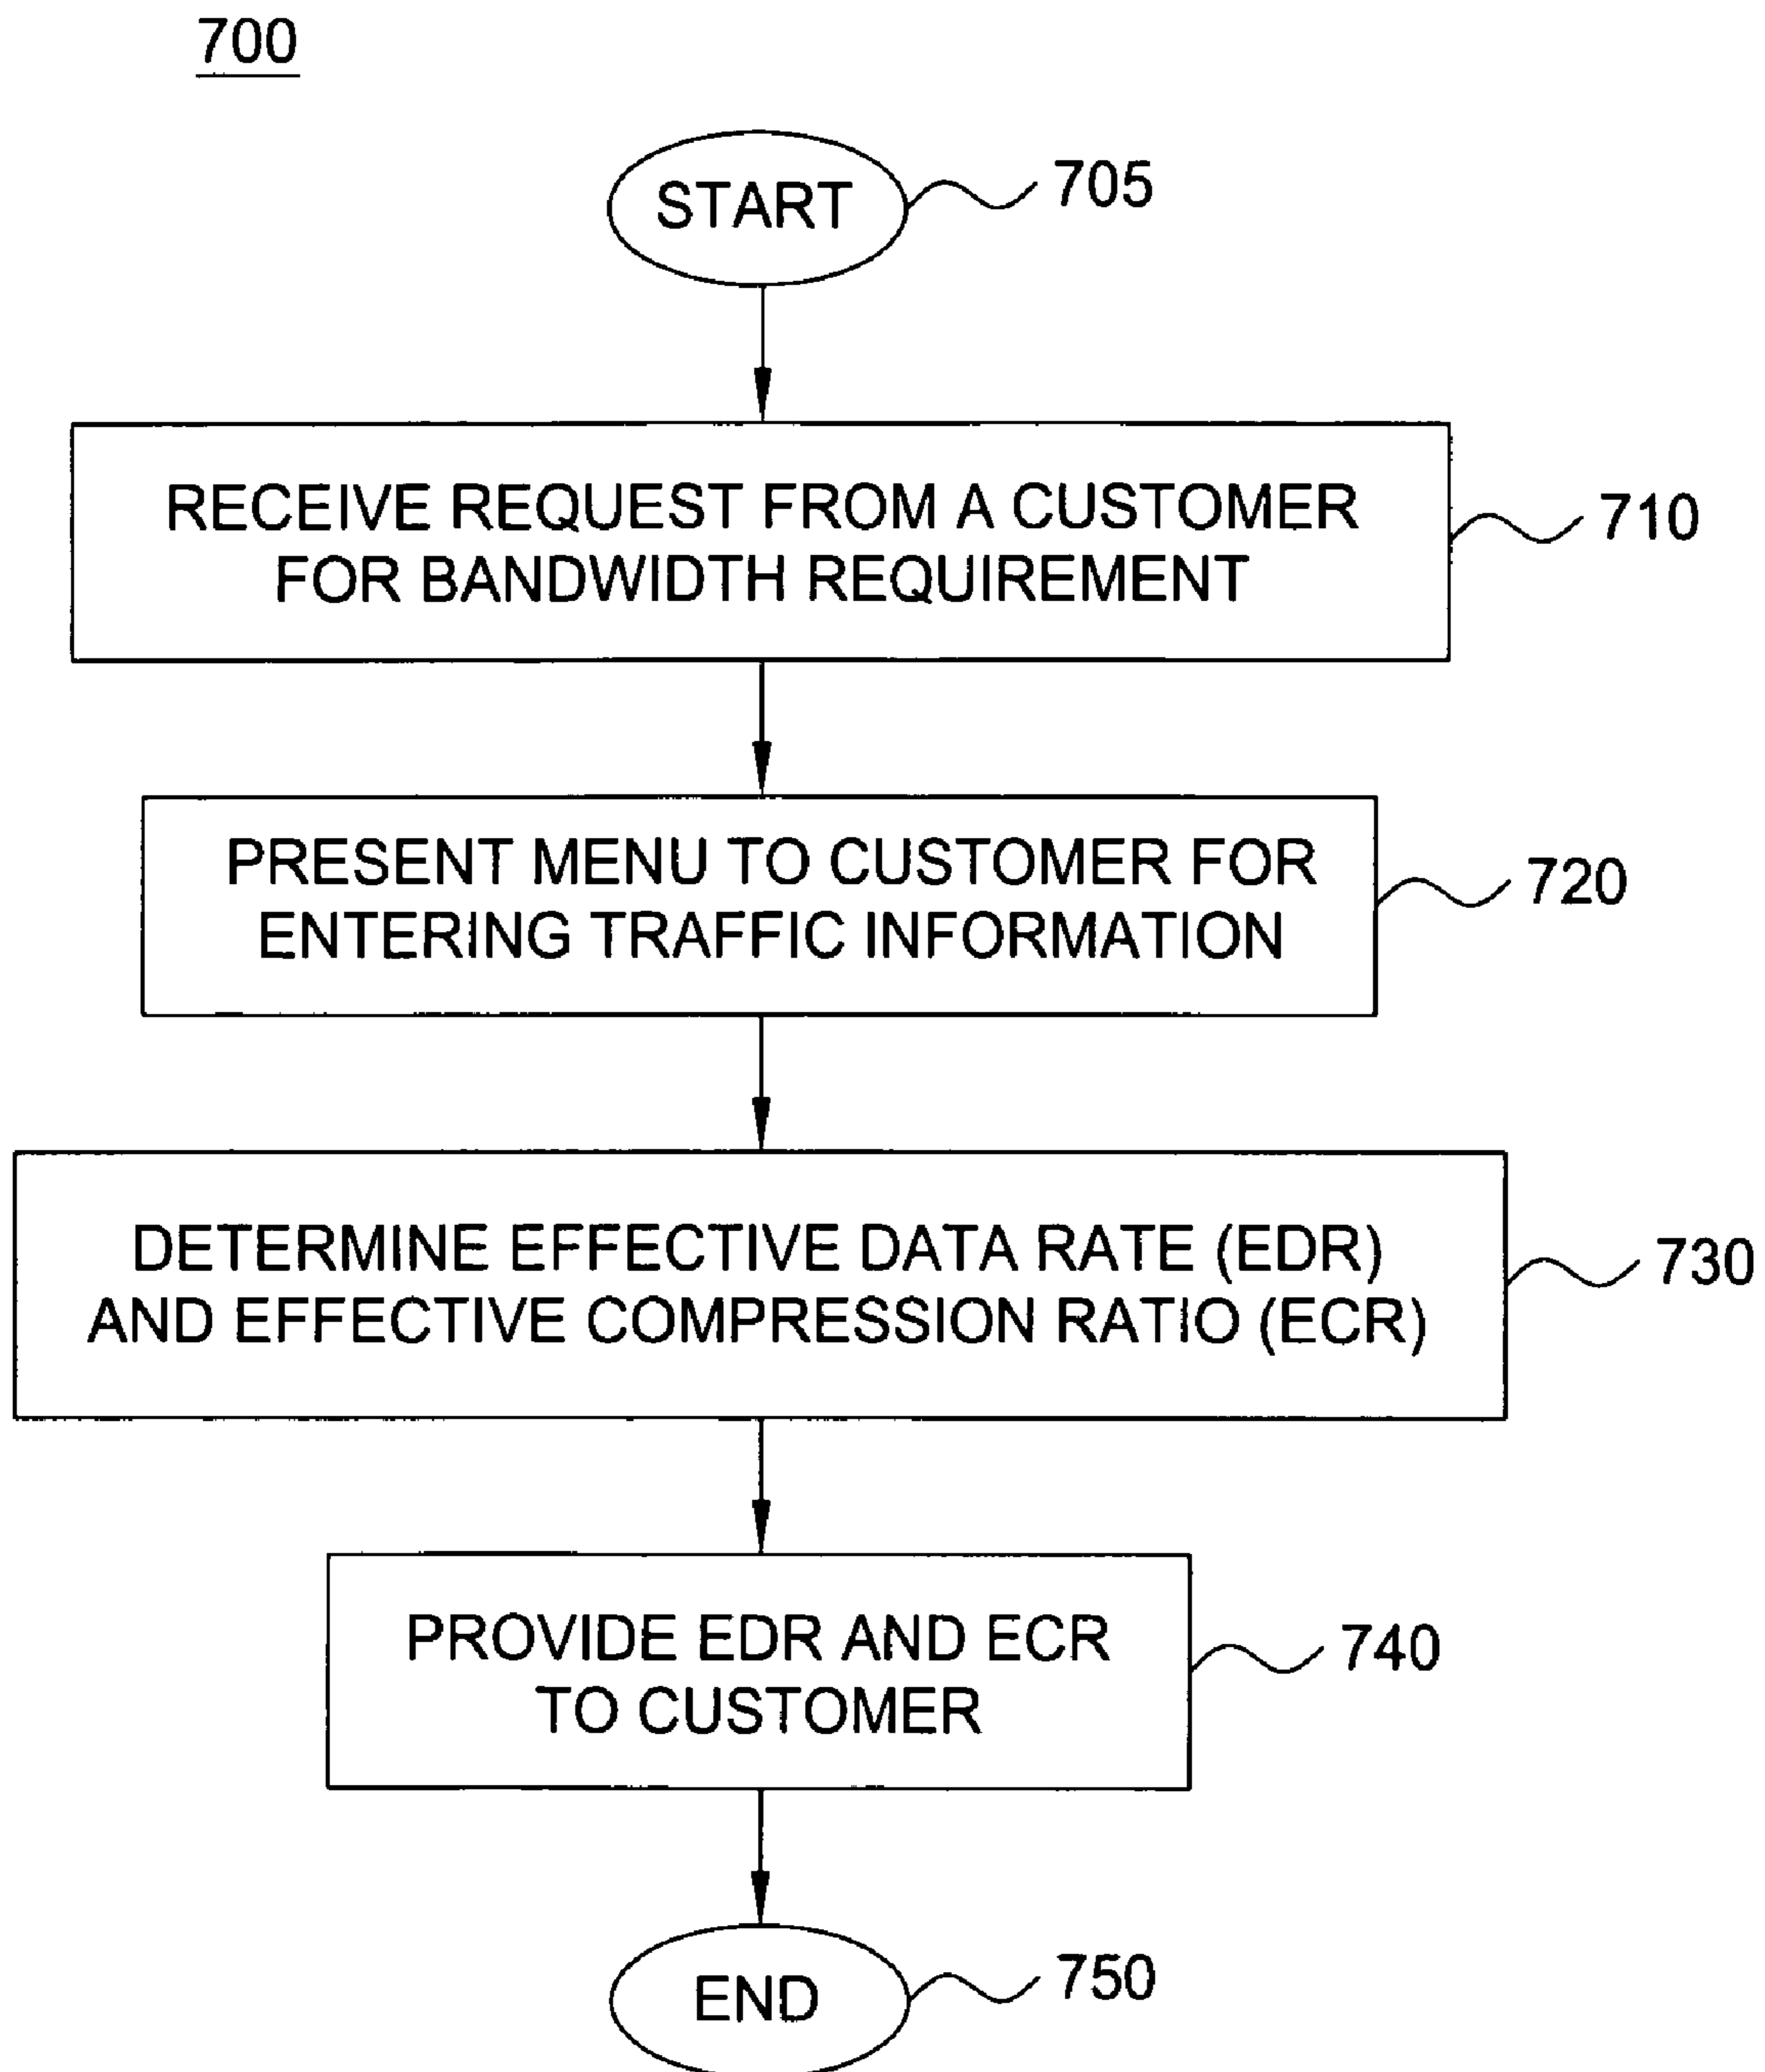 700
START
705
RECEIVE REQUEST FROM A CUSTOMER
FOR BANDWIDTH REQUIREMENT
710
PRESENT MENU TO CUSTOMER FOR
ENTERING TRAFFIC INFORMATION
720
DETERMINE EFFECTIVE DATA RATE (EDR)
AND EFFECTIVE COMPRESSION RATIO (ECR)
730
PROVIDE EDR AND ECR
TO CUSTOMER
740
END
750